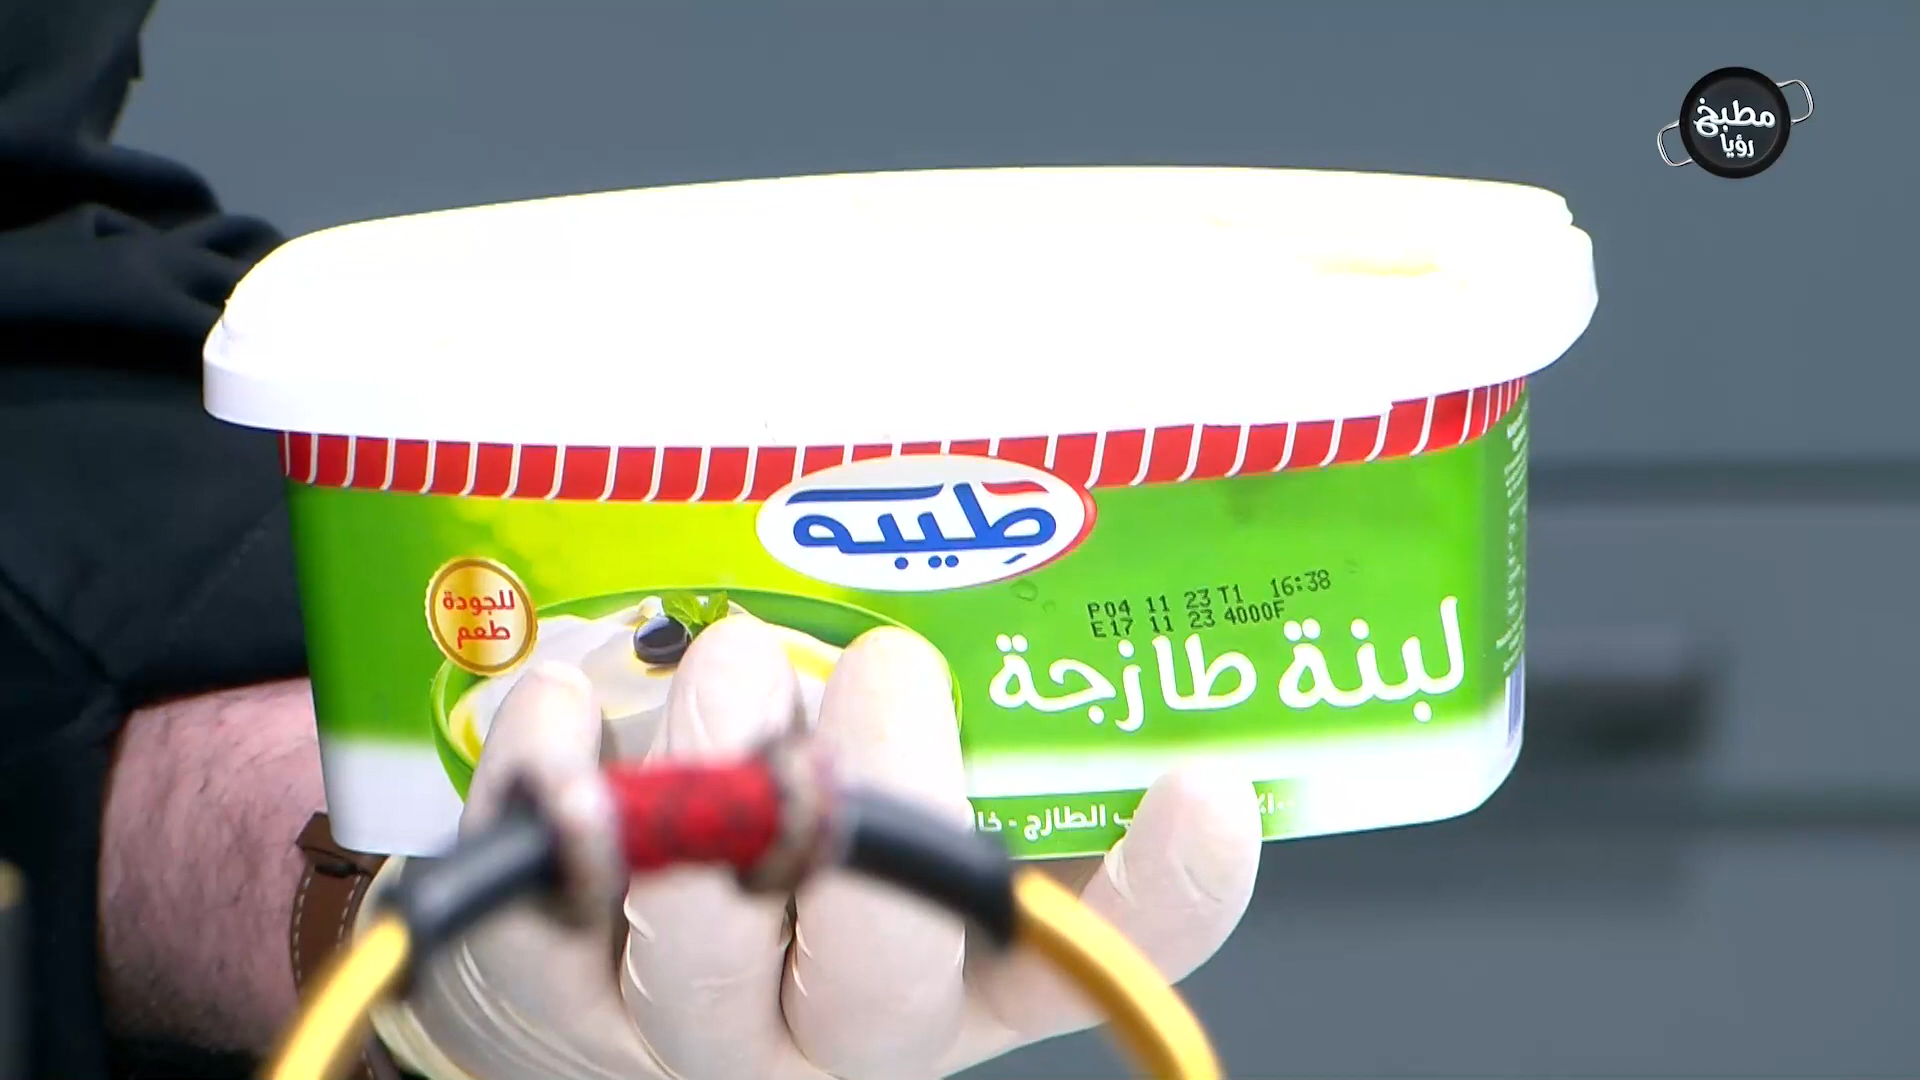 مطبخ
رؤيا
طيبه
للجودة
طعم
P04 11 23 T1 16:38
E17 11 23 4000F
لبنة طازجة
الطازج -